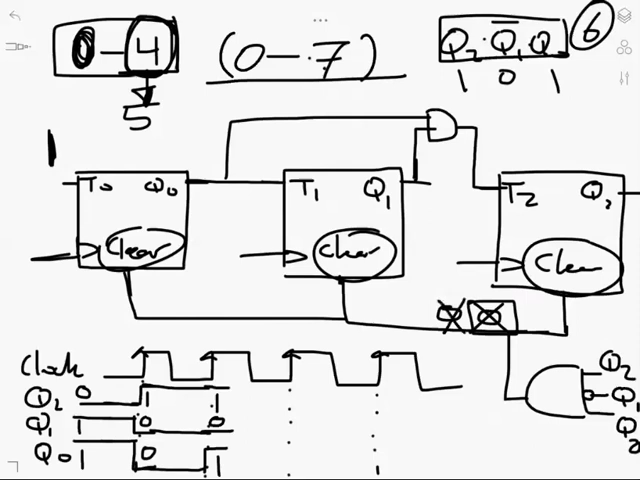 0 - 4
5
(0 - 7)
Q2 · Q̅1 Q
1 0 1
6
1
T0 Q0
Clear
T1 Q1
Clear
T2 Q2
Clear
Clock
Q2 0 1 1
Q1 1 0 0
Q0 1 0 1
Q2
Q1
Q0